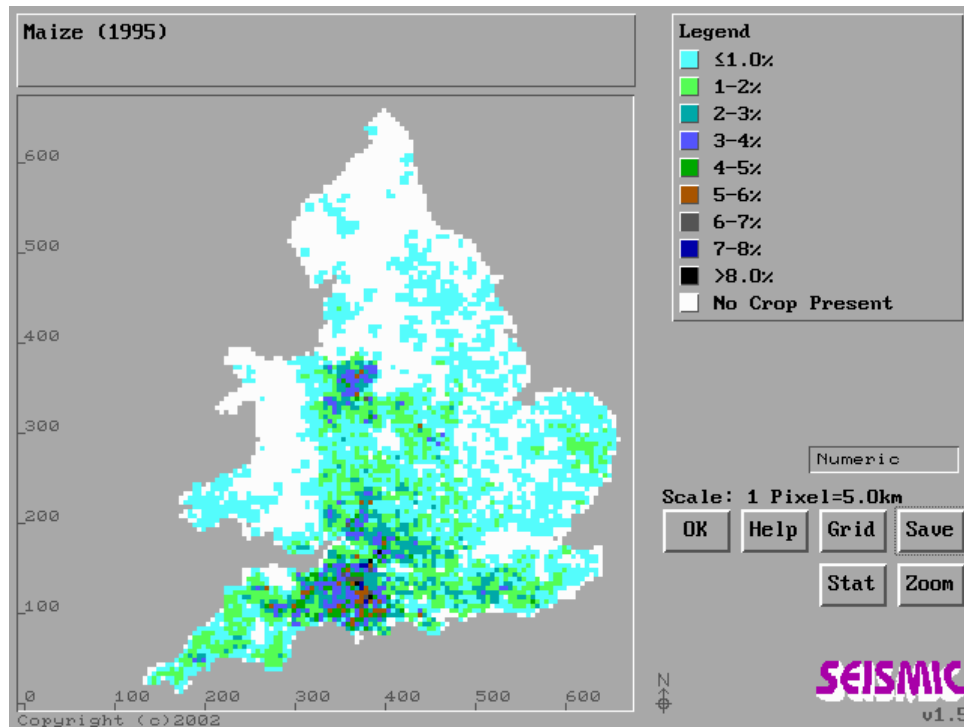 Maize (1995)
Legend
≤1.0%
1-2%
2-3%
3-4%
4-5%
5-6%
6-7%
7-8%
>8.0%
No Crop Present
600
500
400
300
200
100
0 100 200 300 400 500 600
N
Numeric
Scale: 1 Pixel=5.0km
OK Help Grid Save
Stat Zoom
SEISMIC
v1.5
Copyright (c)2002